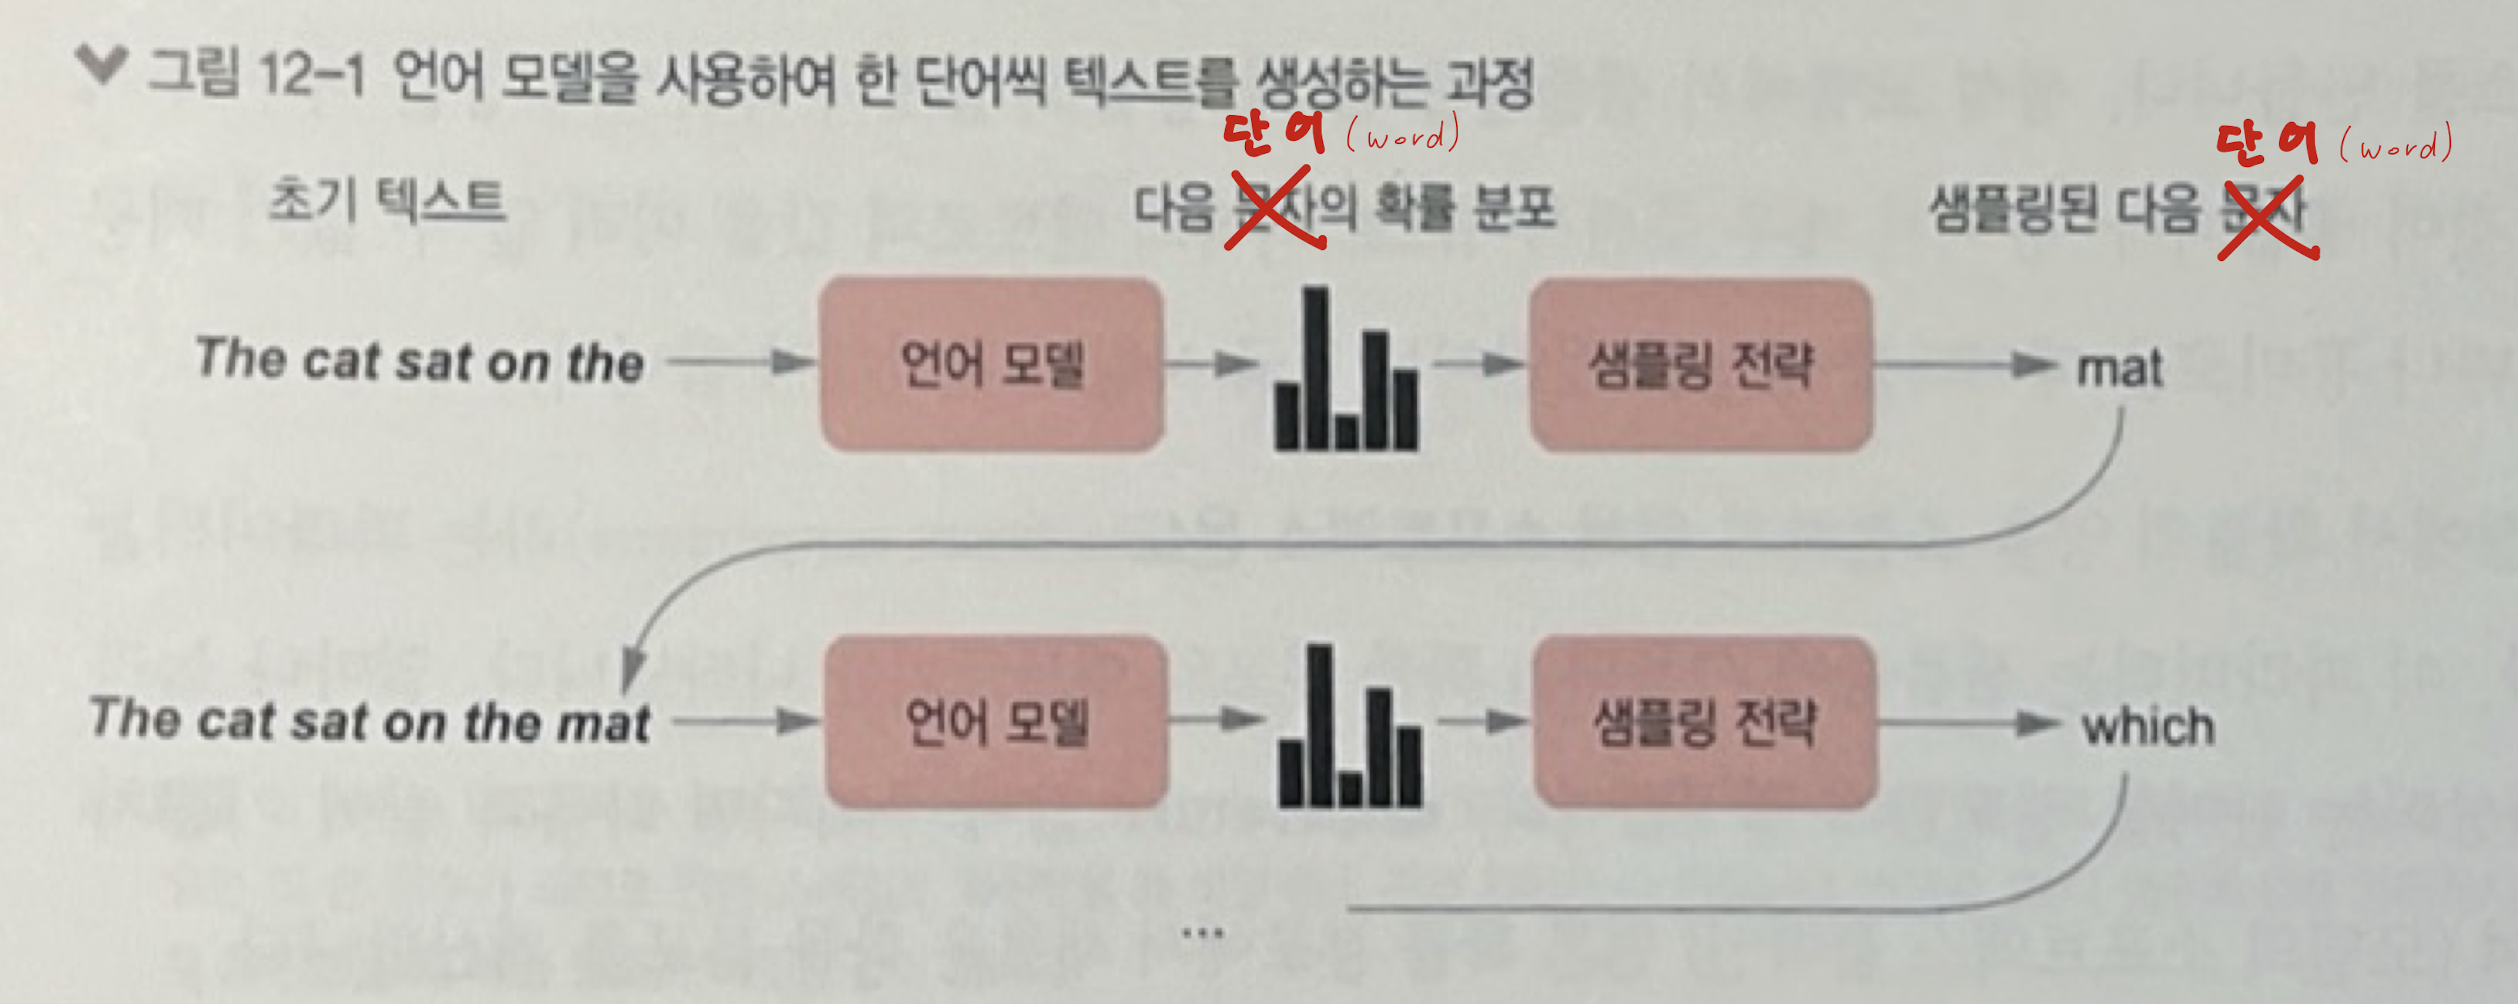 그림 12-1 언어 모델을 사용하여 한 단어씩 텍스트를 생성하는 과정
단어 (word) 단어 (word)
초기 텍스트 다음 문자의 확률 분포 샘플링된 다음 문자
The cat sat on the 언어 모델 샘플링 전략 mat
The cat sat on the mat 언어 모델 샘플링 전략 which
...